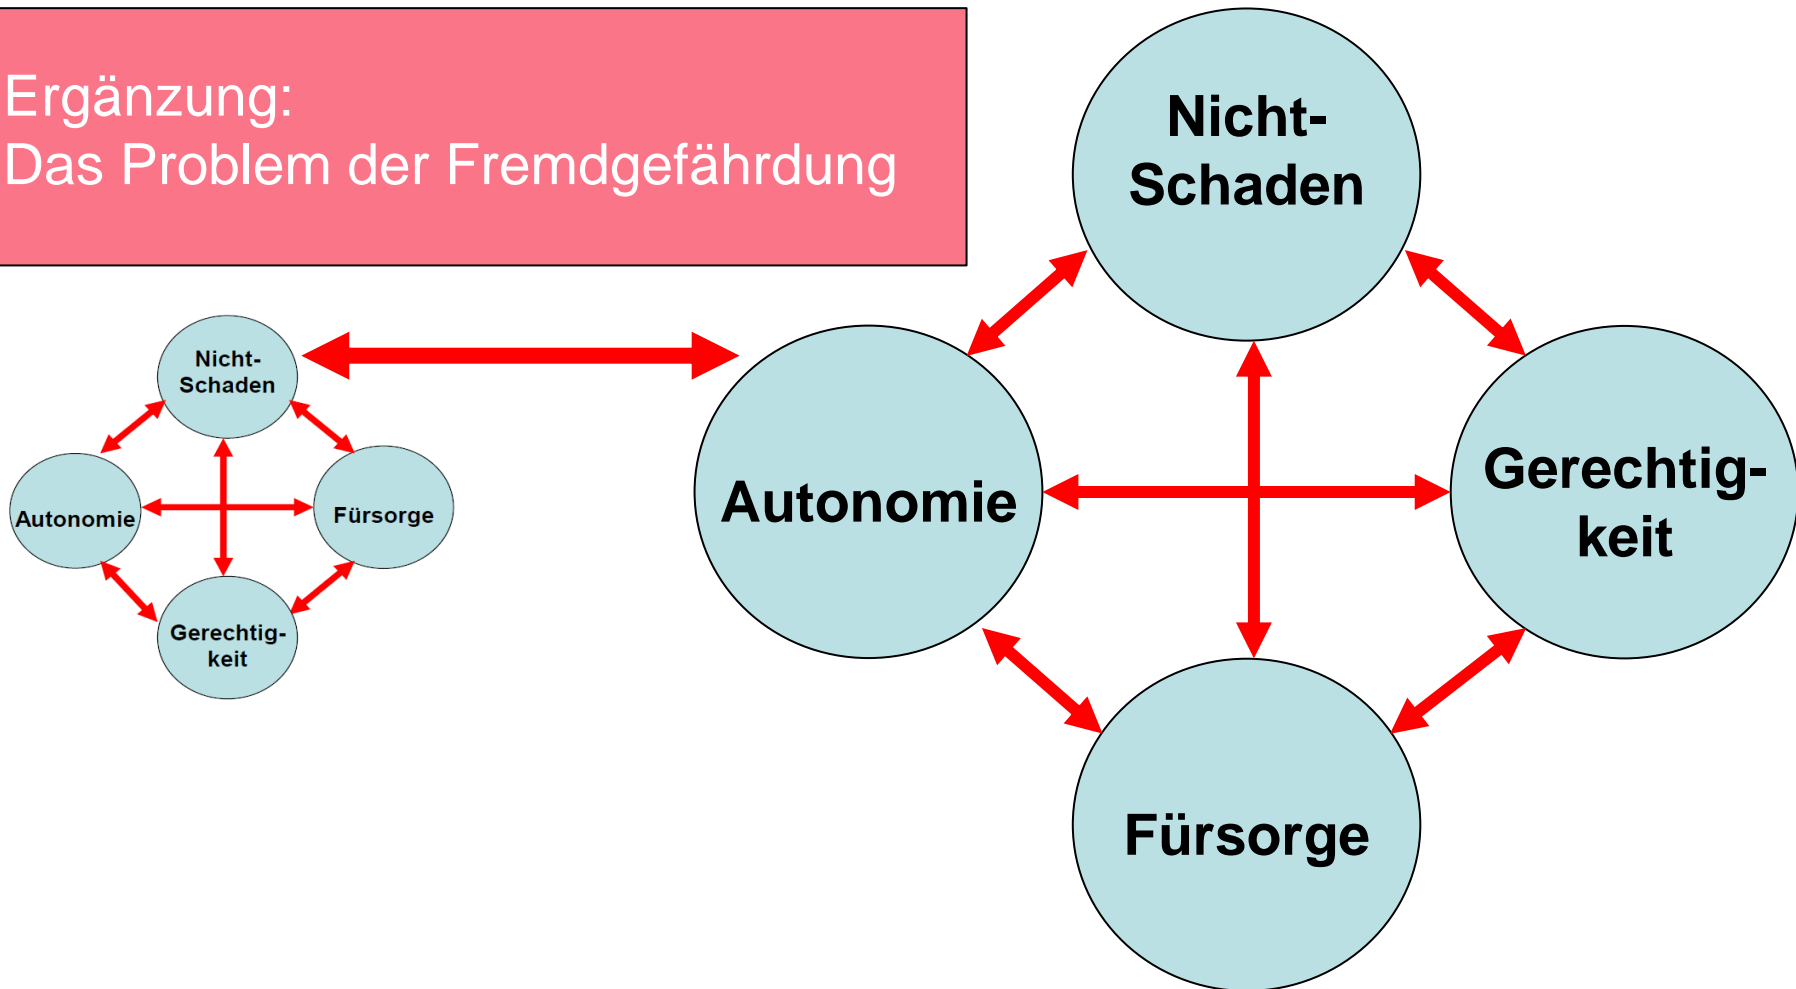 Ergänzung:
Das Problem der Fremdgefährdung
Nicht-
Schaden
Autonomie
Fürsorge
Gerechtig-
keit
Nicht-
Schaden
Autonomie
Gerechtig-
keit
Fürsorge